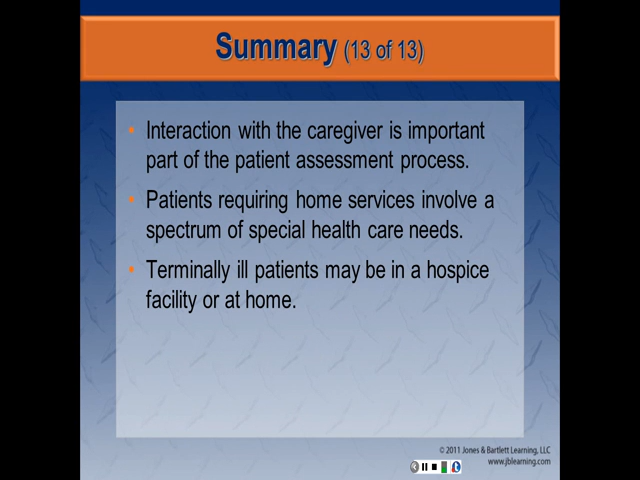 Summary (13 of 13)
• Interaction with the caregiver is important
part of the patient assessment process.
• Patients requiring home services involve a
spectrum of special health care needs.
• Terminally ill patients may be in a hospice
facility or at home.
© 2011 Jones & Bartlett Learning, LLC
www.jblearning.com